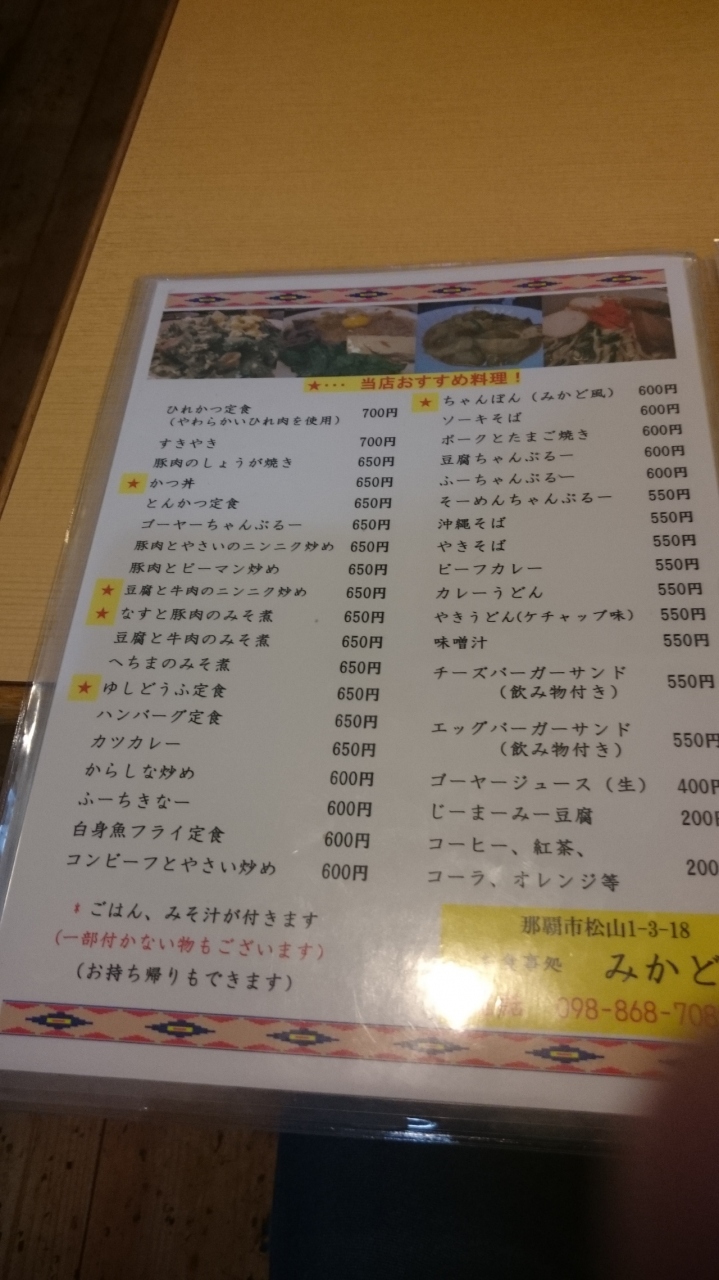 ★・・・ 当店おすすめ料理!
ひれかつ定食 700円
(やわらかいひれ肉を使用)
すきやき 700円
豚肉のしょうが焼き 650円
★かつ丼 650円
とんかつ定食 650円
ゴーヤーちゃんぷるー 650円
豚肉とやさいのニンニク炒め 650円
豚肉とピーマン炒め 650円
★豆腐と牛肉のニンニク炒め 650円
★なすと豚肉のみそ煮 650円
豆腐と牛肉のみそ煮 650円
へちまのみそ煮 650円
★ゆしどうふ定食 650円
ハンバーグ定食 650円
カツカレー 650円
からしな炒め 600円
ふーちきなー 600円
白身魚フライ定食 600円
コンビーフとやさい炒め 600円
* ごはん、みそ汁が付きます
(一部付かない物もございます)
(お持ち帰りもできます)
★ちゃんぽん(みかど風) 600円
ソーキそば 600円
ポークとたまご焼き 600円
豆腐ちゃんぷるー 600円
ふーちゃんぷるー 600円
そーめんちゃんぷるー 550円
沖縄そば 550円
やきそば 550円
ビーフカレー 550円
カレーうどん 550円
やきうどん(ケチャップ味) 550円
味噌汁 550円
チーズバーガーサンド 550円
(飲み物付き)
エッグバーガーサンド 550円
(飲み物付き)
ゴーヤージュース(生) 400円
じーまーみー豆腐 200
コーヒー、紅茶、
コーラ、オレンジ等 200
那覇市松山1-3-18
食事処 みかど
098-868-708